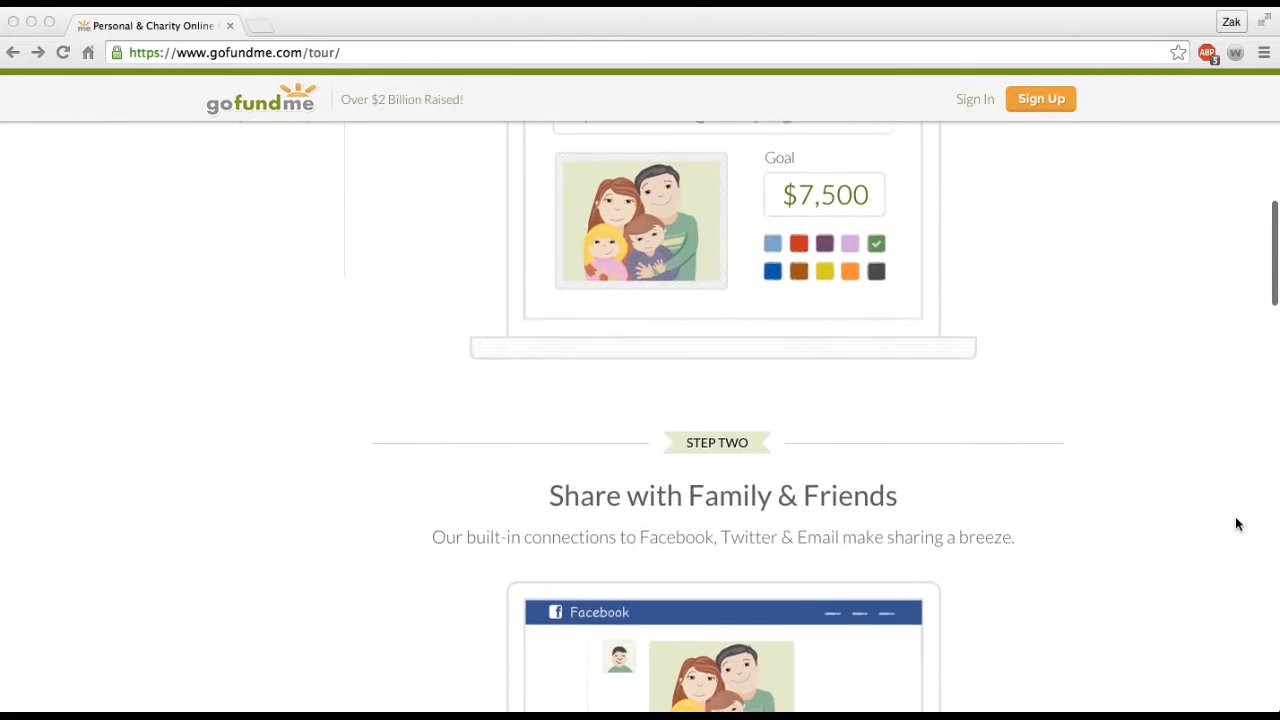 Personal & Charity Online
Zak
https://www.gofundme.com/tour/
ABP
5
W
gofundme
Over $2 Billion Raised!
Sign In
Sign Up
Goal
$7,500
STEP TWO
Share with Family & Friends
Our built-in connections to Facebook, Twitter & Email make sharing a breeze.
f Facebook